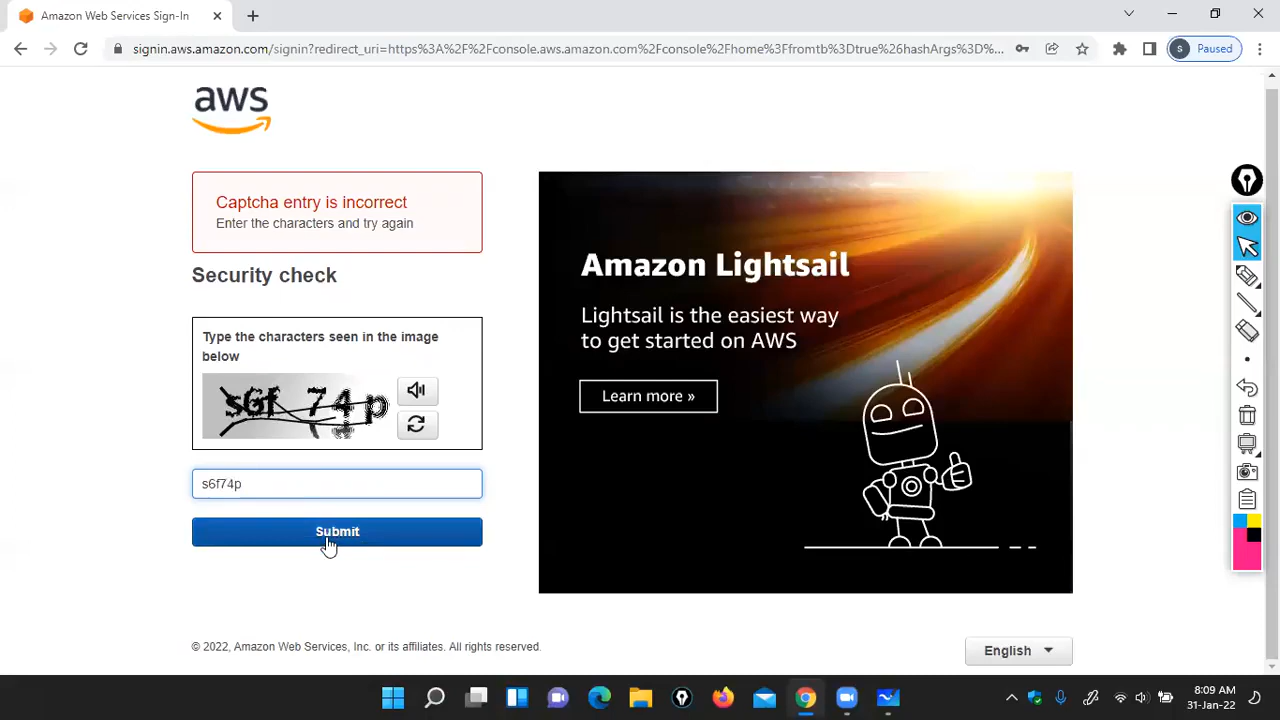 Amazon Web Services Sign-In
signin.aws.amazon.com/signin?redirect_uri=https%3A%2F%2Fconsole.aws.amazon.com%2Fconsole%2Fhome%3Ffromtb%3Dtrue%26hashArgs%3D%...
S
Paused
aws
Captcha entry is incorrect
Enter the characters and try again
Security check
Type the characters seen in the image
below
s6f74p
Submit
Amazon Lightsail
Lightsail is the easiest way
to get started on AWS
Learn more »
© 2022, Amazon Web Services, Inc. or its affiliates. All rights reserved.
English
8:09 AM
31-Jan-22